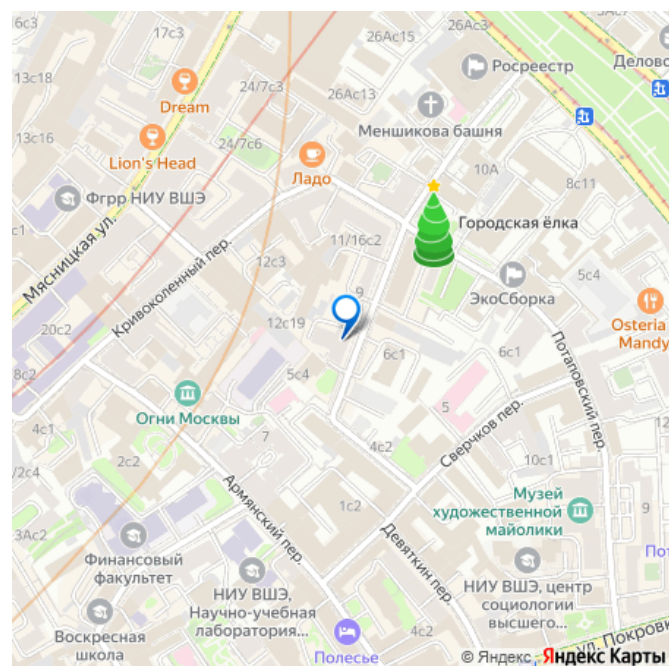 17с3
26Ас15
Росреестр
Делово
13с18
24/7с3
26Ас13
Dream
Меншикова башня
13с16
24/7с6
Lion's Head
Ладо
10А
8с11
Фгрр НИУ ВШЭ
с1
11/16с2
Городская ёлка
Мясницкая ул.
Кривоколенный пер.
12с3
9
ЭкоСборка
5с4
20с2
12с19
6с1
6с1
Osteria
Mandy
8с2
5с4
Потаповский пер.
Огни Москвы
5
Сверчков пер.
4с1
7
4с2
10с1
2с2
/2с4
Армянский пер.
1с2
Музей
художественной
майолики
9
3Ас2
Девяткин пер.
Финансовый
факультет
Пот
НИУ ВШЭ,
Научно-учебная
лаборатория...
НИУ ВШЭ, центр
социологии
высшего...
Воскресная
школа
Полесье
ул. Покровк
© Яндекс
Яндекс Карты